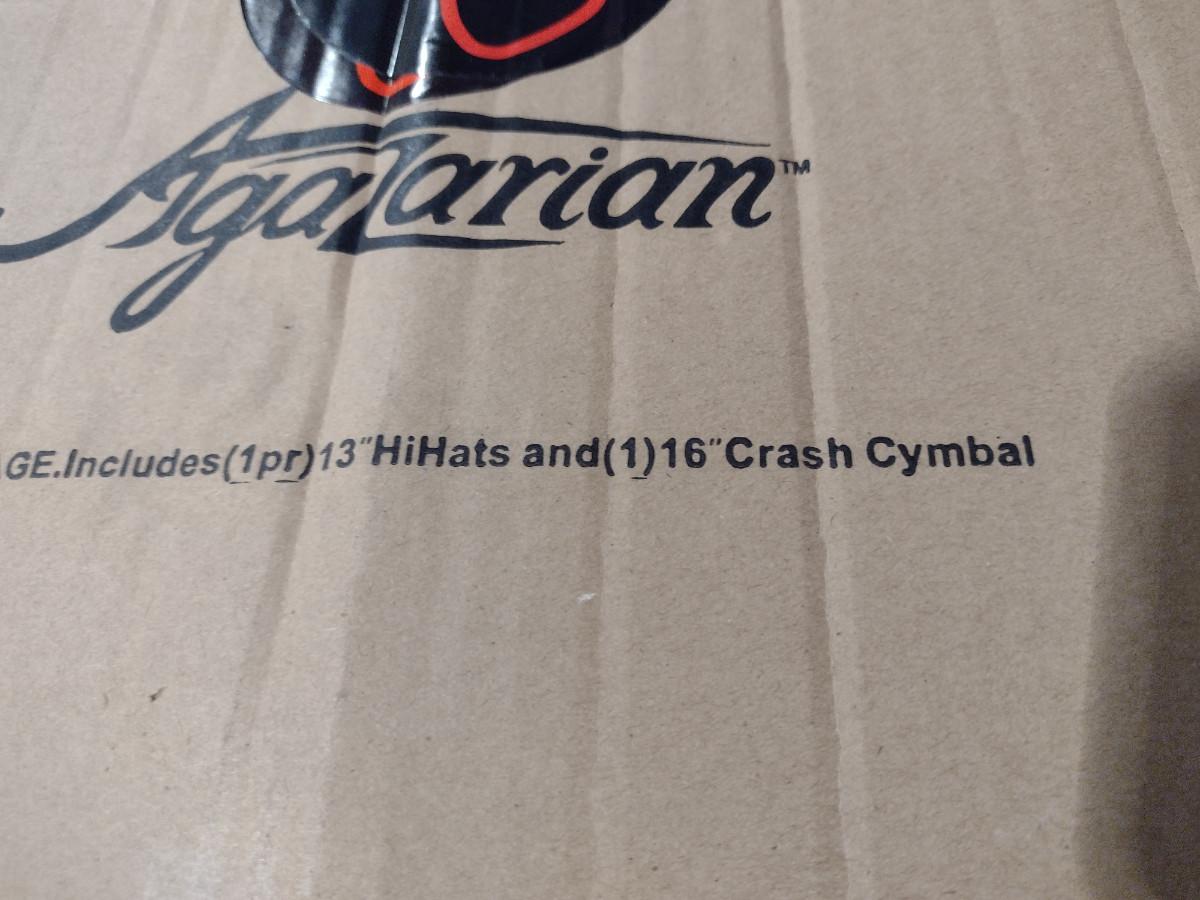 Agazarian™
GE.Includes(1pr)13"HiHats and(1)16"Crash Cymbal